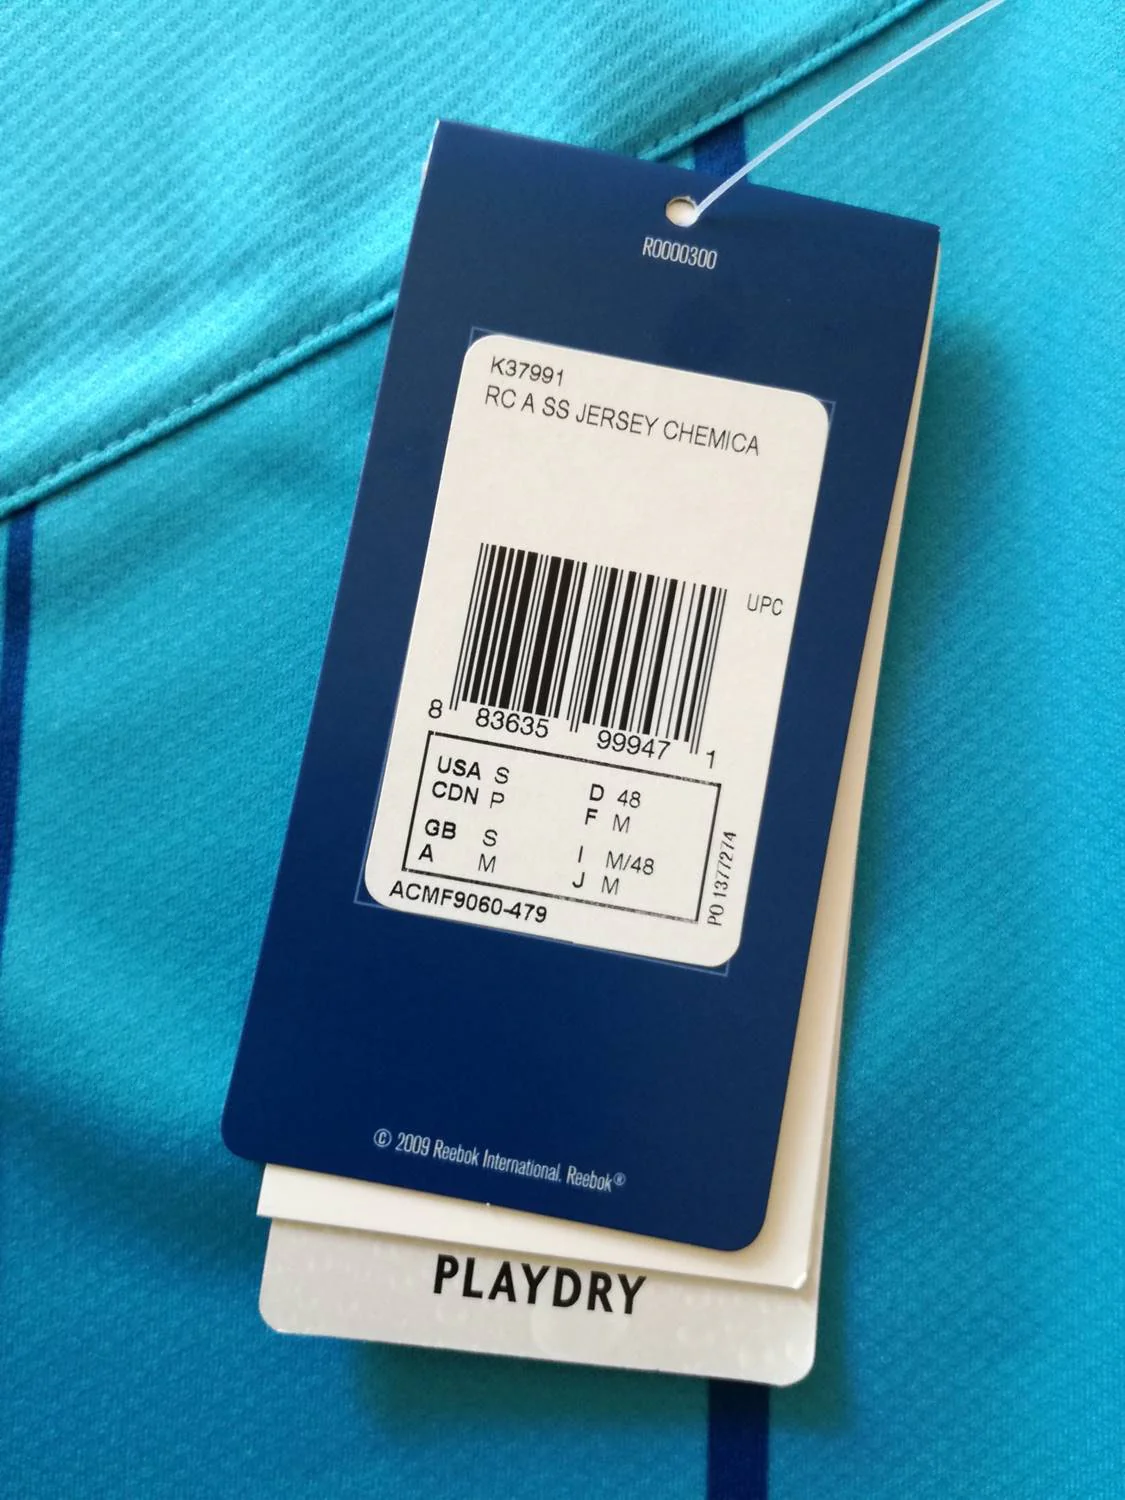 R0000300
K37991
RC A SS JERSEY CHEMICA
UPC
8 83635 99947 1
USA S D 48
CDN P F M
GB S I M/48
A M J M
PO 1377274
ACMF9060-479
© 2009 Reebok International. Reebok®
PLAYDRY